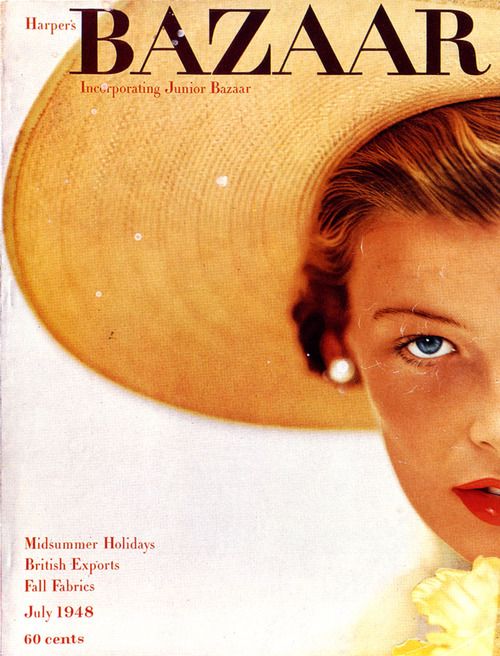 Harper's
BAZAAR
Incorporating Junior Bazaar
Midsummer Holidays
British Exports
Fall Fabrics
July 1948
60 cents